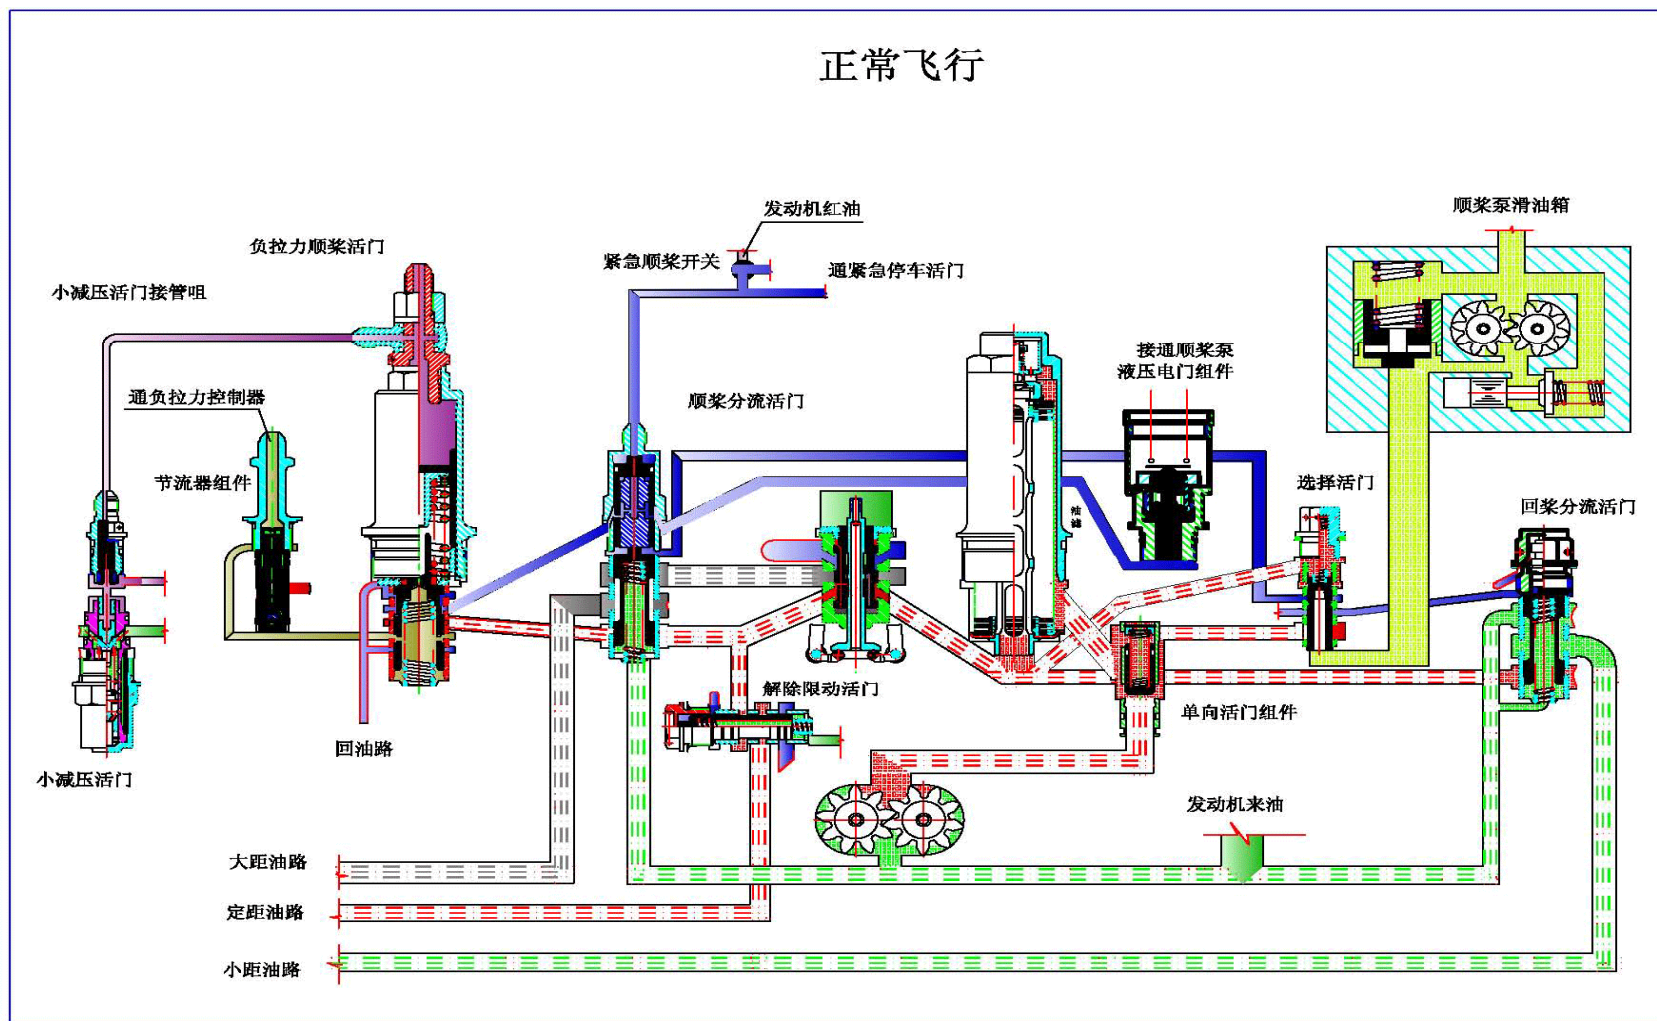 正常飞行
发动机红油
顺桨泵滑油箱
负拉力顺桨活门
紧急顺桨开关
通紧急停车活门
小减压活门接管咀
接通顺桨泵
液压电门组件
通负拉力控制器
顺桨分流活门
节流器组件
选择活门
回桨分流活门
油滤
解除限动活门
单向活门组件
回油路
小减压活门
发动机来油
大距油路
定距油路
小距油路